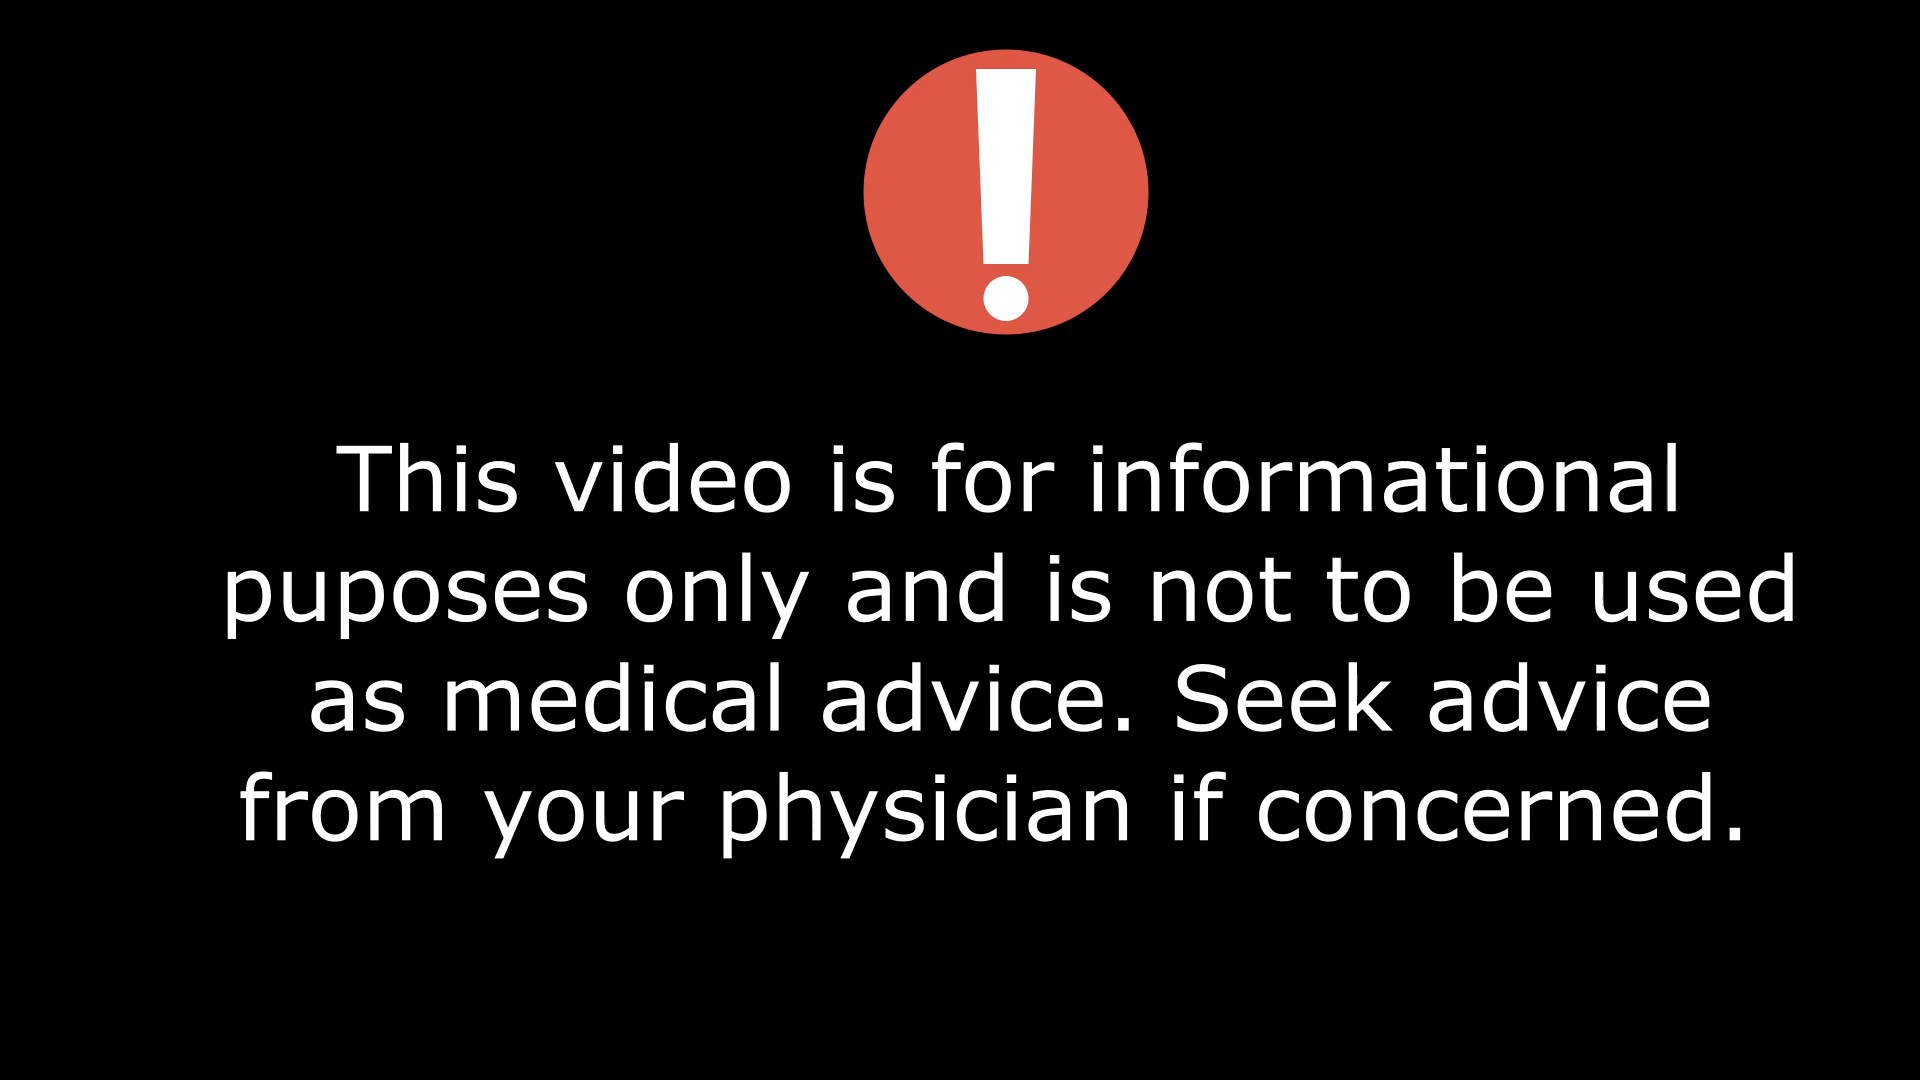 This video is for informational
puposes only and is not to be used
as medical advice. Seek advice
from your physician if concerned.